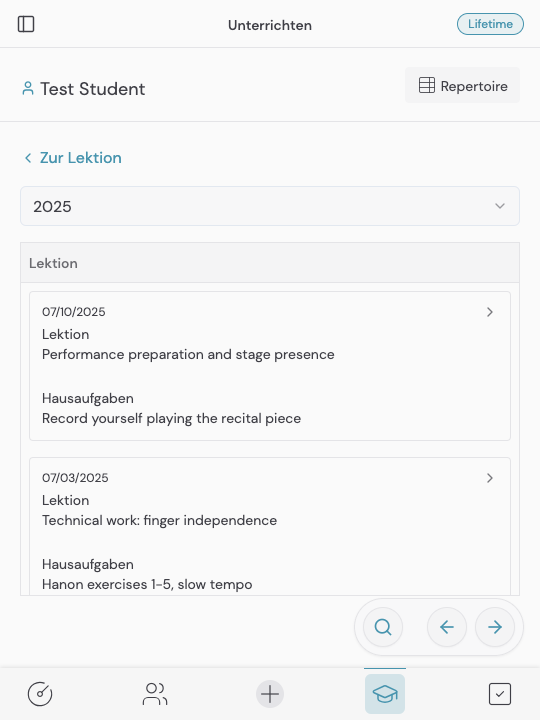 Unterrichten
Lifetime
Test Student
Repertoire
Zur Lektion
2025
Lektion
07/10/2025
Lektion
Performance preparation and stage presence
Hausaufgaben
Record yourself playing the recital piece
07/03/2025
Lektion
Technical work: finger independence
Hausaufgaben
Hanon exercises 1-5, slow tempo